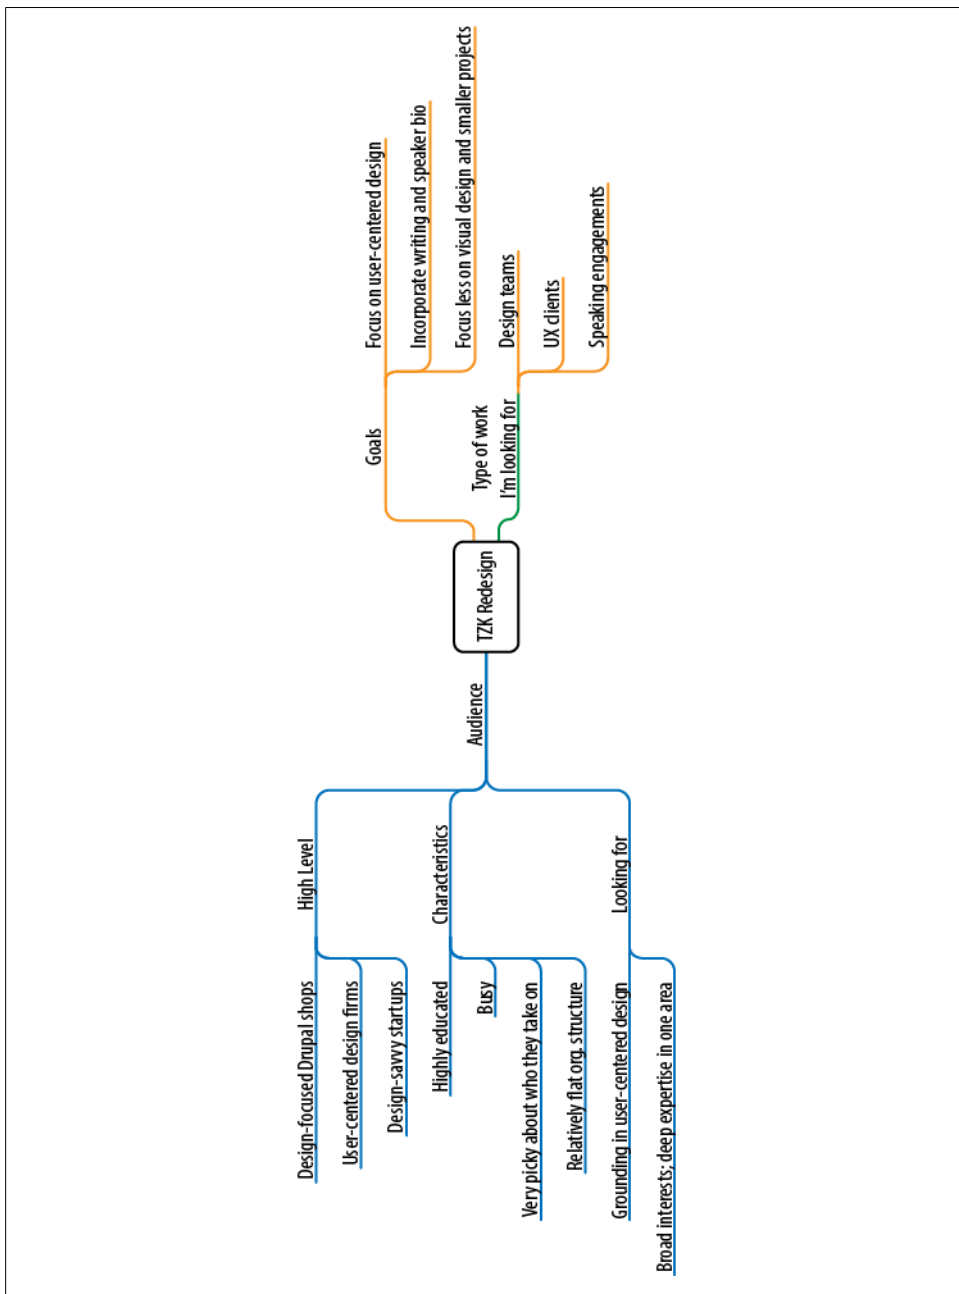 TZK Redesign
Goals
Focus on user-centered design
Incorporate writing and speaker bio
Focus less on visual design and smaller projects
Type of work
I'm looking for
Design teams
UX clients
Speaking engagements
Audience
High Level
Design-focused Drupal shops
User-centered design firms
Design-savvy startups
Characteristics
Highly educated
Busy
Very picky about who they take on
Relatively flat org. structure
Looking for
Grounding in user-centered design
Broad interests; deep expertise in one area